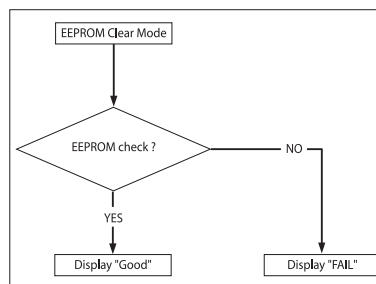 EEPROM Clear Mode
EEPROM check ?
NO
YES
Display "Good"
Display "FAIL"